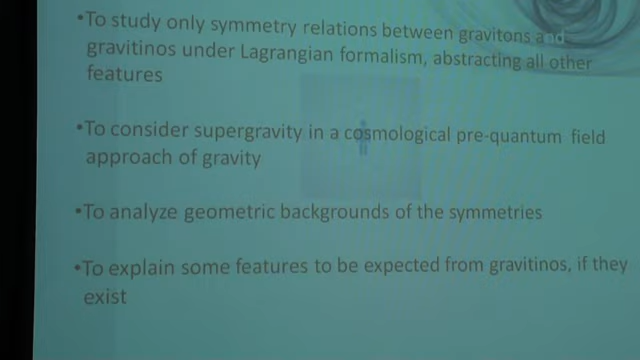 •To study only symmetry relations between gravitons and
gravitinos under Lagrangian formalism, abstracting all other
features
•To consider supergravity in a cosmological pre-quantum field
approach of gravity
•To analyze geometric backgrounds of the symmetries
•To explain some features to be expected from gravitinos, if they
exist